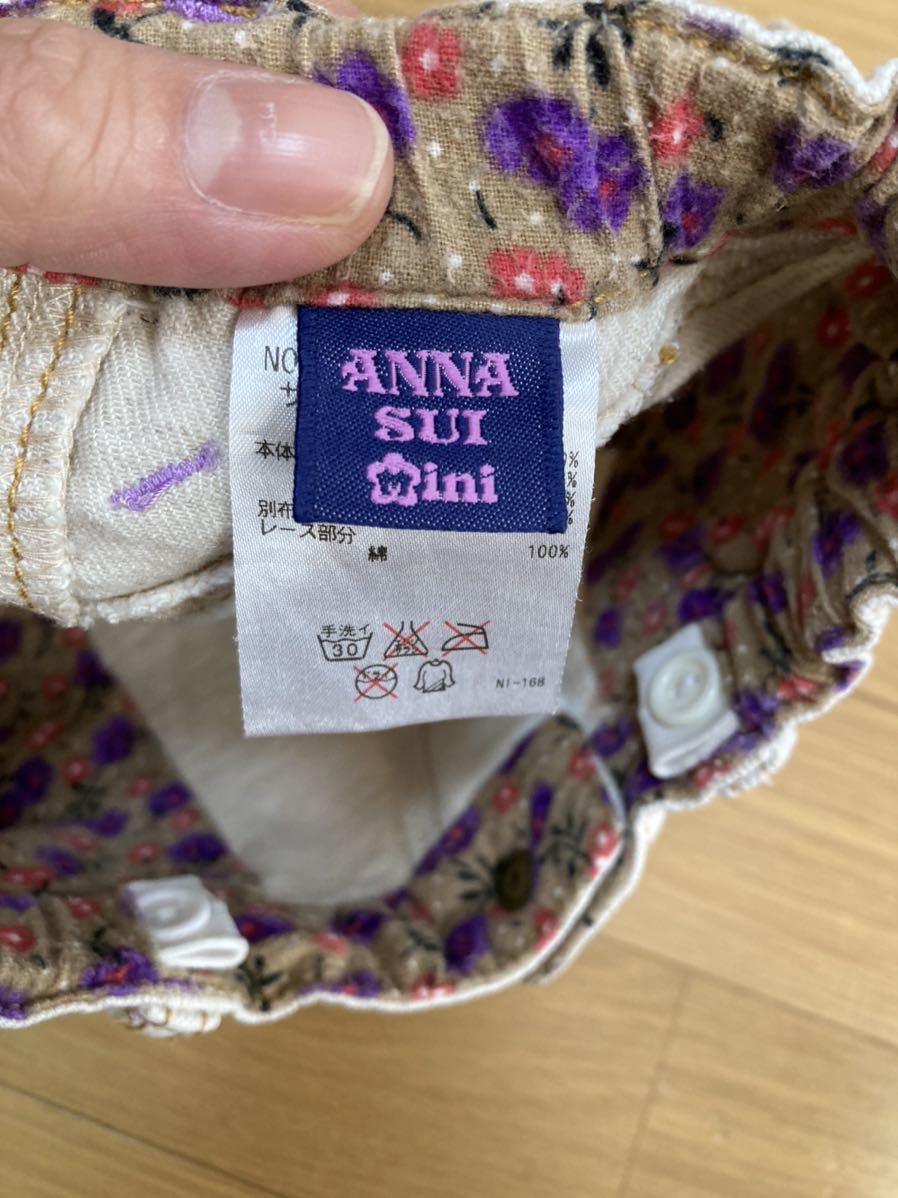 NO
サ
ANNA
SUI
mini
本体
%
%
%
別布
%
レース部分
綿 100%
手洗イ
30
NI-168